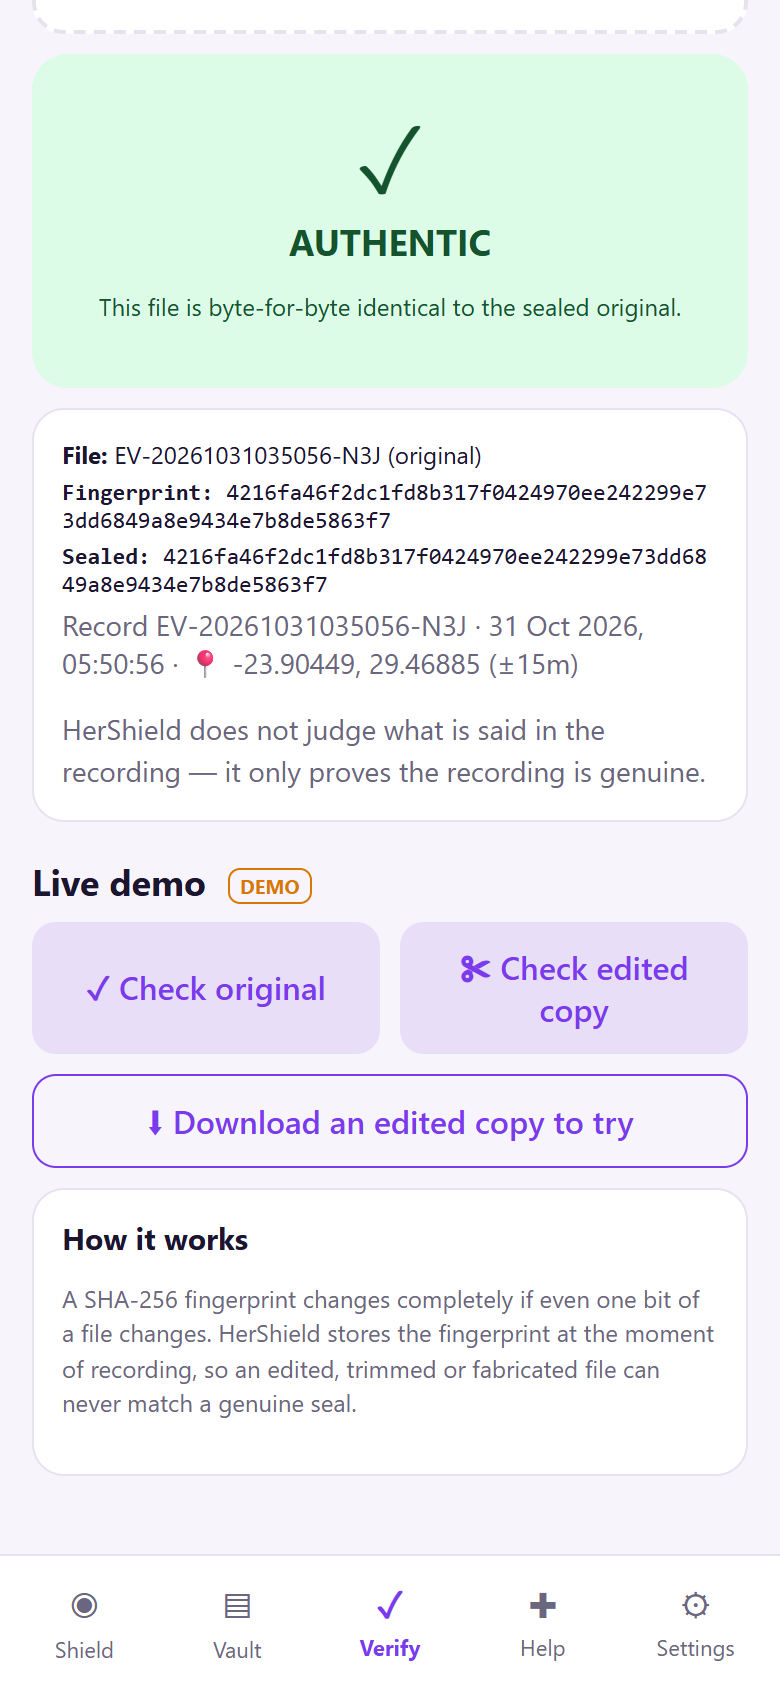 ✓
AUTHENTIC
This file is byte-for-byte identical to the sealed original.
File: EV-20261031035056-N3J (original)
Fingerprint: 4216fa46f2dc1fd8b317f0424970ee242299e7
3dd6849a8e9434e7b8de5863f7
Sealed: 4216fa46f2dc1fd8b317f0424970ee242299e73dd68
49a8e9434e7b8de5863f7
Record EV-20261031035056-N3J · 31 Oct 2026,
05:50:56 · 📍 -23.90449, 29.46885 (±15m)
HerShield does not judge what is said in the
recording — it only proves the recording is genuine.
Live demo DEMO
✓ Check original
✂ Check edited
copy
⬇ Download an edited copy to try
How it works
A SHA-256 fingerprint changes completely if even one bit of
a file changes. HerShield stores the fingerprint at the moment
of recording, so an edited, trimmed or fabricated file can
never match a genuine seal.
Shield Vault Verify Help Settings